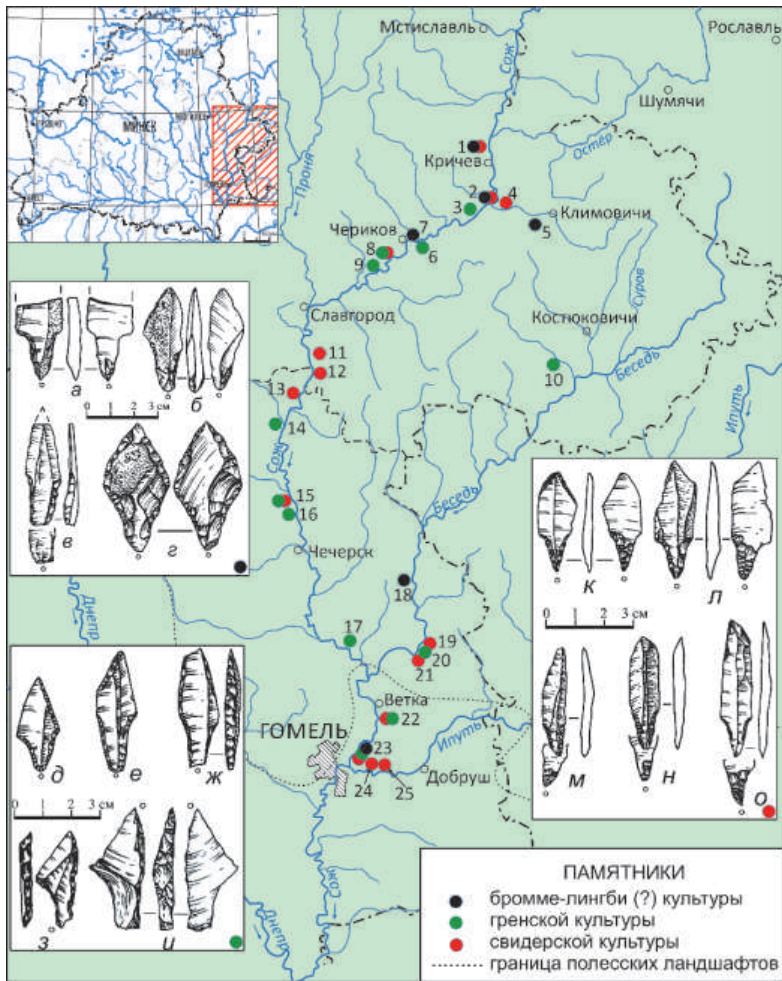 МИНСК
Мстиславль
Рославль
Сож
Шумячи
Остёр
Проня
1
Кричев
2
4
3
Климовичи
7
5
Чериков
8
6
9
Суров
Славгород
Костюковичи
11
12
10
Беседь
13
Ипуть
14
Сож
15
16
Беседь
Чечерск
18
Днепр
17
19
20
21
Ветка
22
ГОМЕЛЬ
Ипуть
23
Добруш
24
25
Сож
Днепр
а
б
0 1 2 3 см
в
г
д
е
ж
0 1 2 3 см
з
и
к
л
0 1 2 3 см
м
н
о
ПАМЯТНИКИ
бромме-лингби (?) культуры
гренской культуры
свидерской культуры
граница полесских ландшафтов